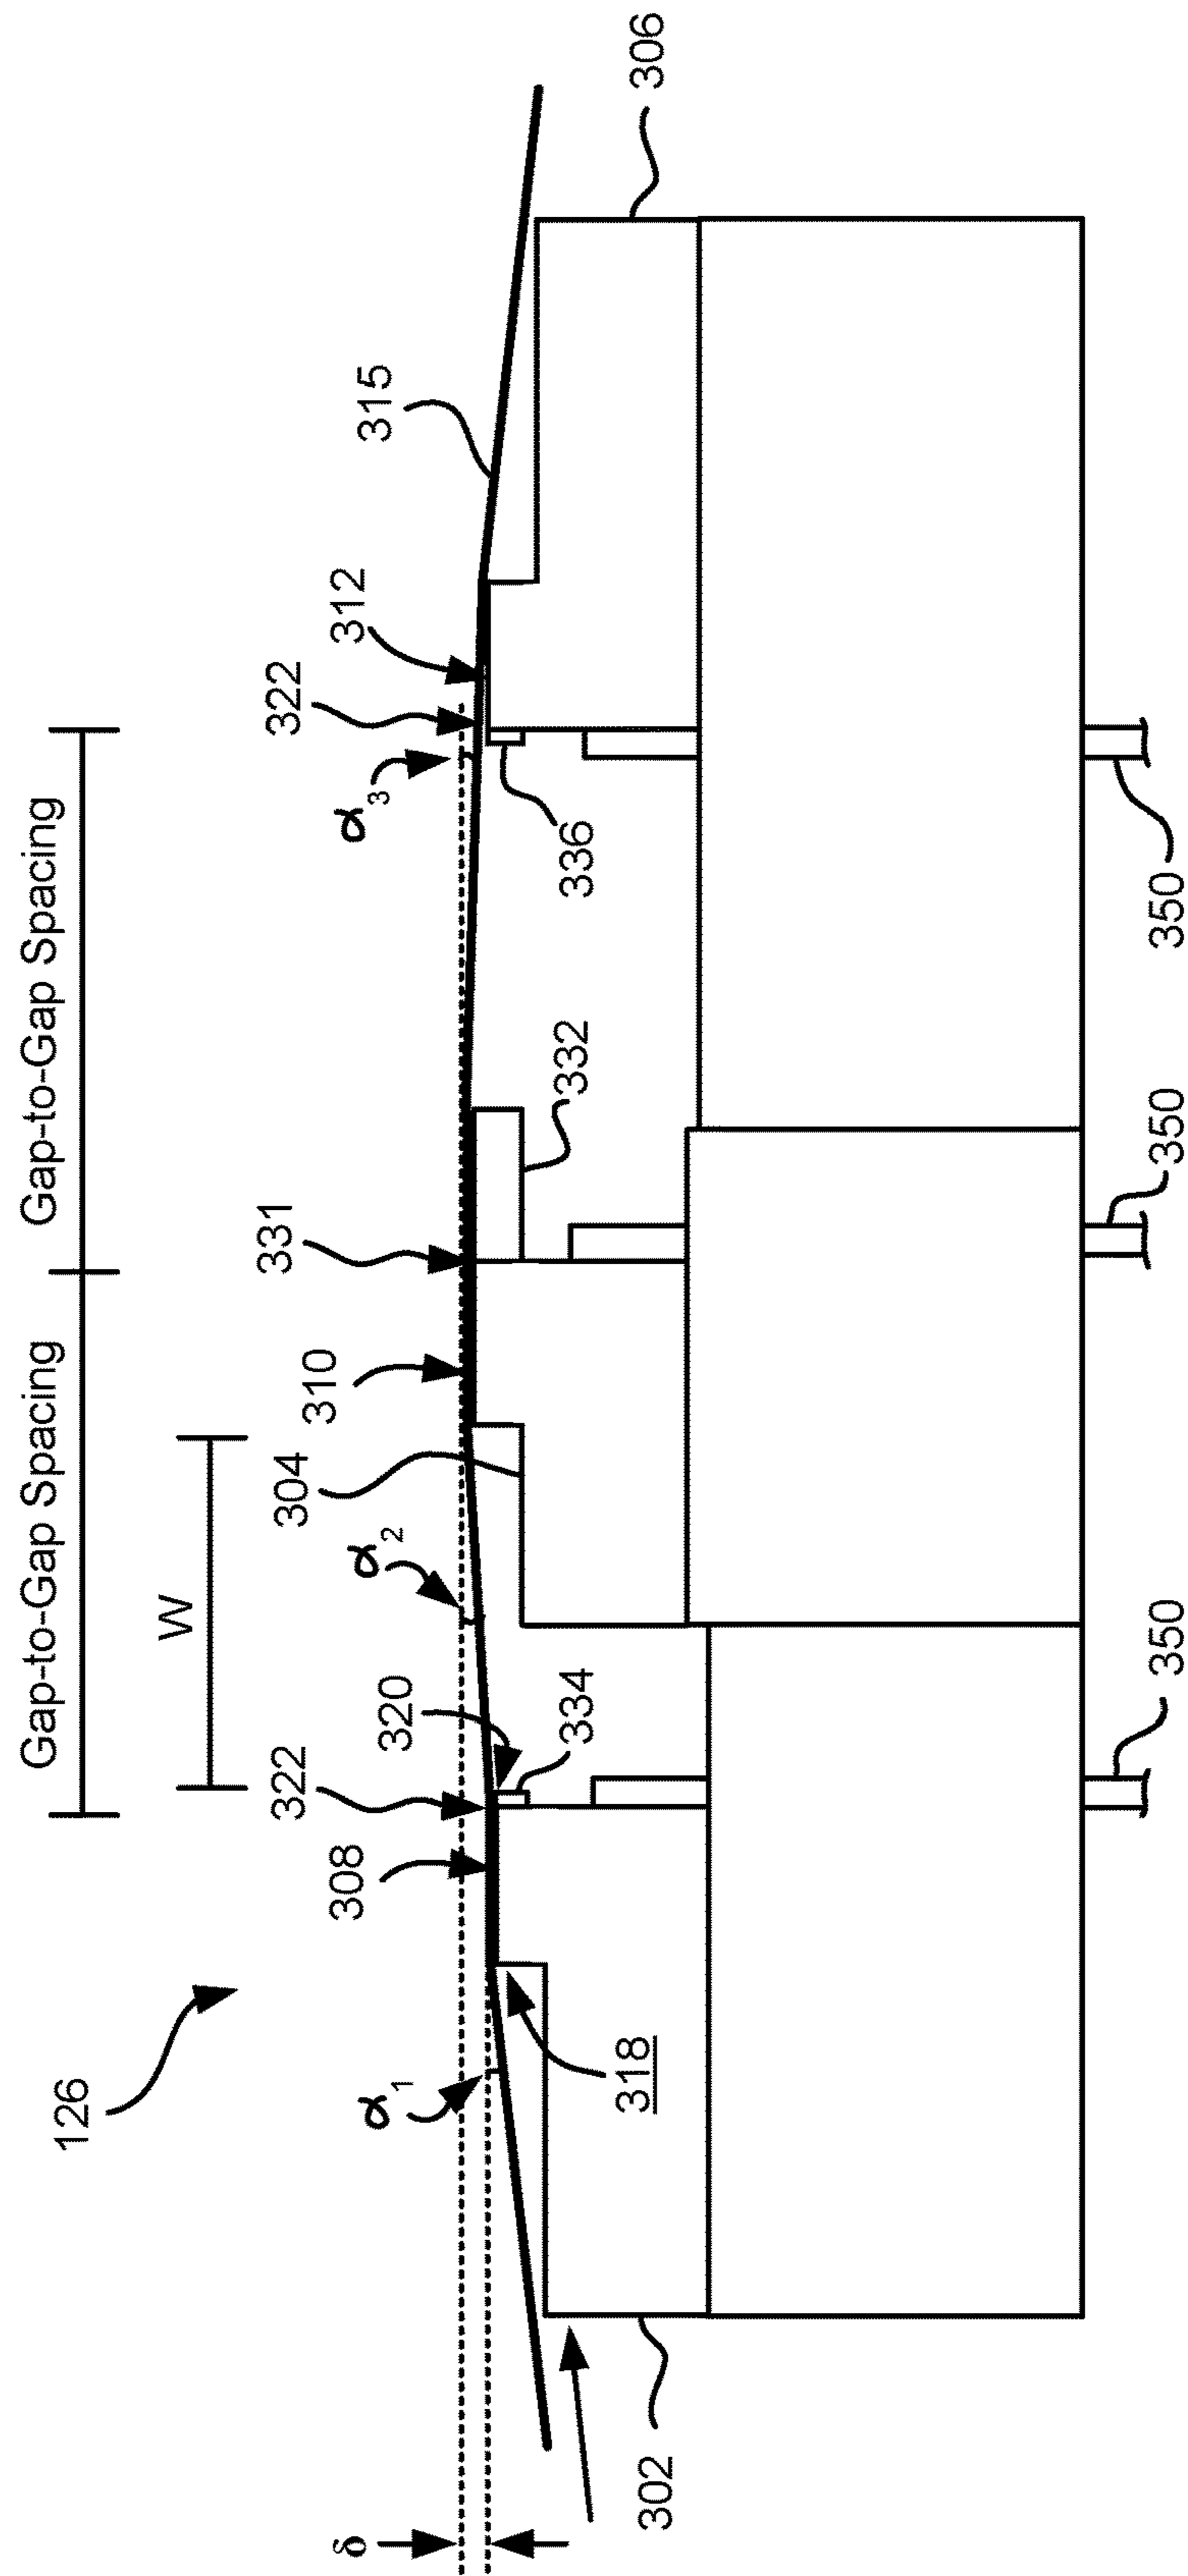 Gap-to-Gap Spacing
Gap-to-Gap Spacing
W
126
322
331
322
312
315
304
310
308
320
α1
α2
α3
δ
318
334
332
336
302
306
350
350
350